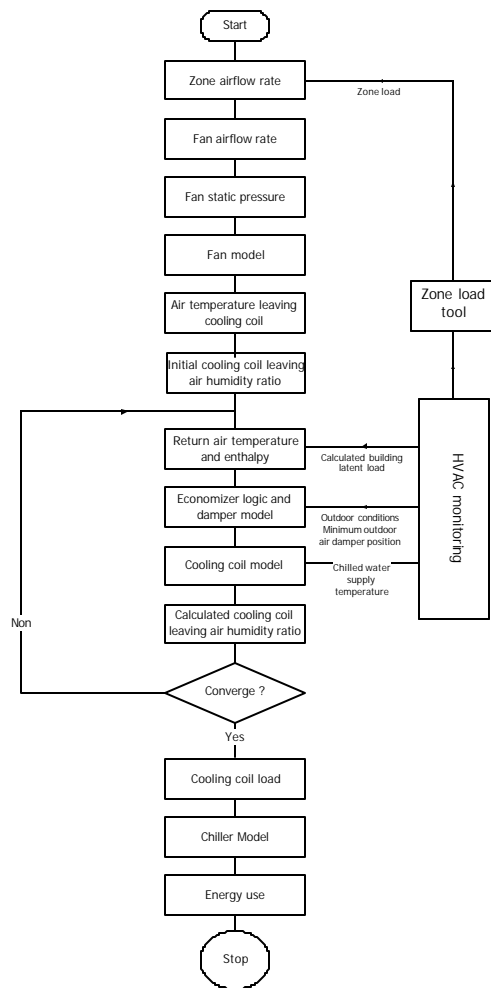 Start
Zone airflow rate
Zone load
Fan airflow rate
Fan static pressure
Fan model
Air temperature leaving
cooling coil
Zone load
tool
Initial cooling coil leaving
air humidity ratio
Return air temperature
and enthalpy
Calculated building
latent load
HVAC monitoring
Economizer logic and
damper model
Outdoor conditions
Minimum outdoor
air damper position
Cooling coil model
Chilled water
supply
temperature
Calculated cooling coil
leaving air humidity ratio
Non
Converge ?
Yes
Cooling coil load
Chiller Model
Energy use
Stop